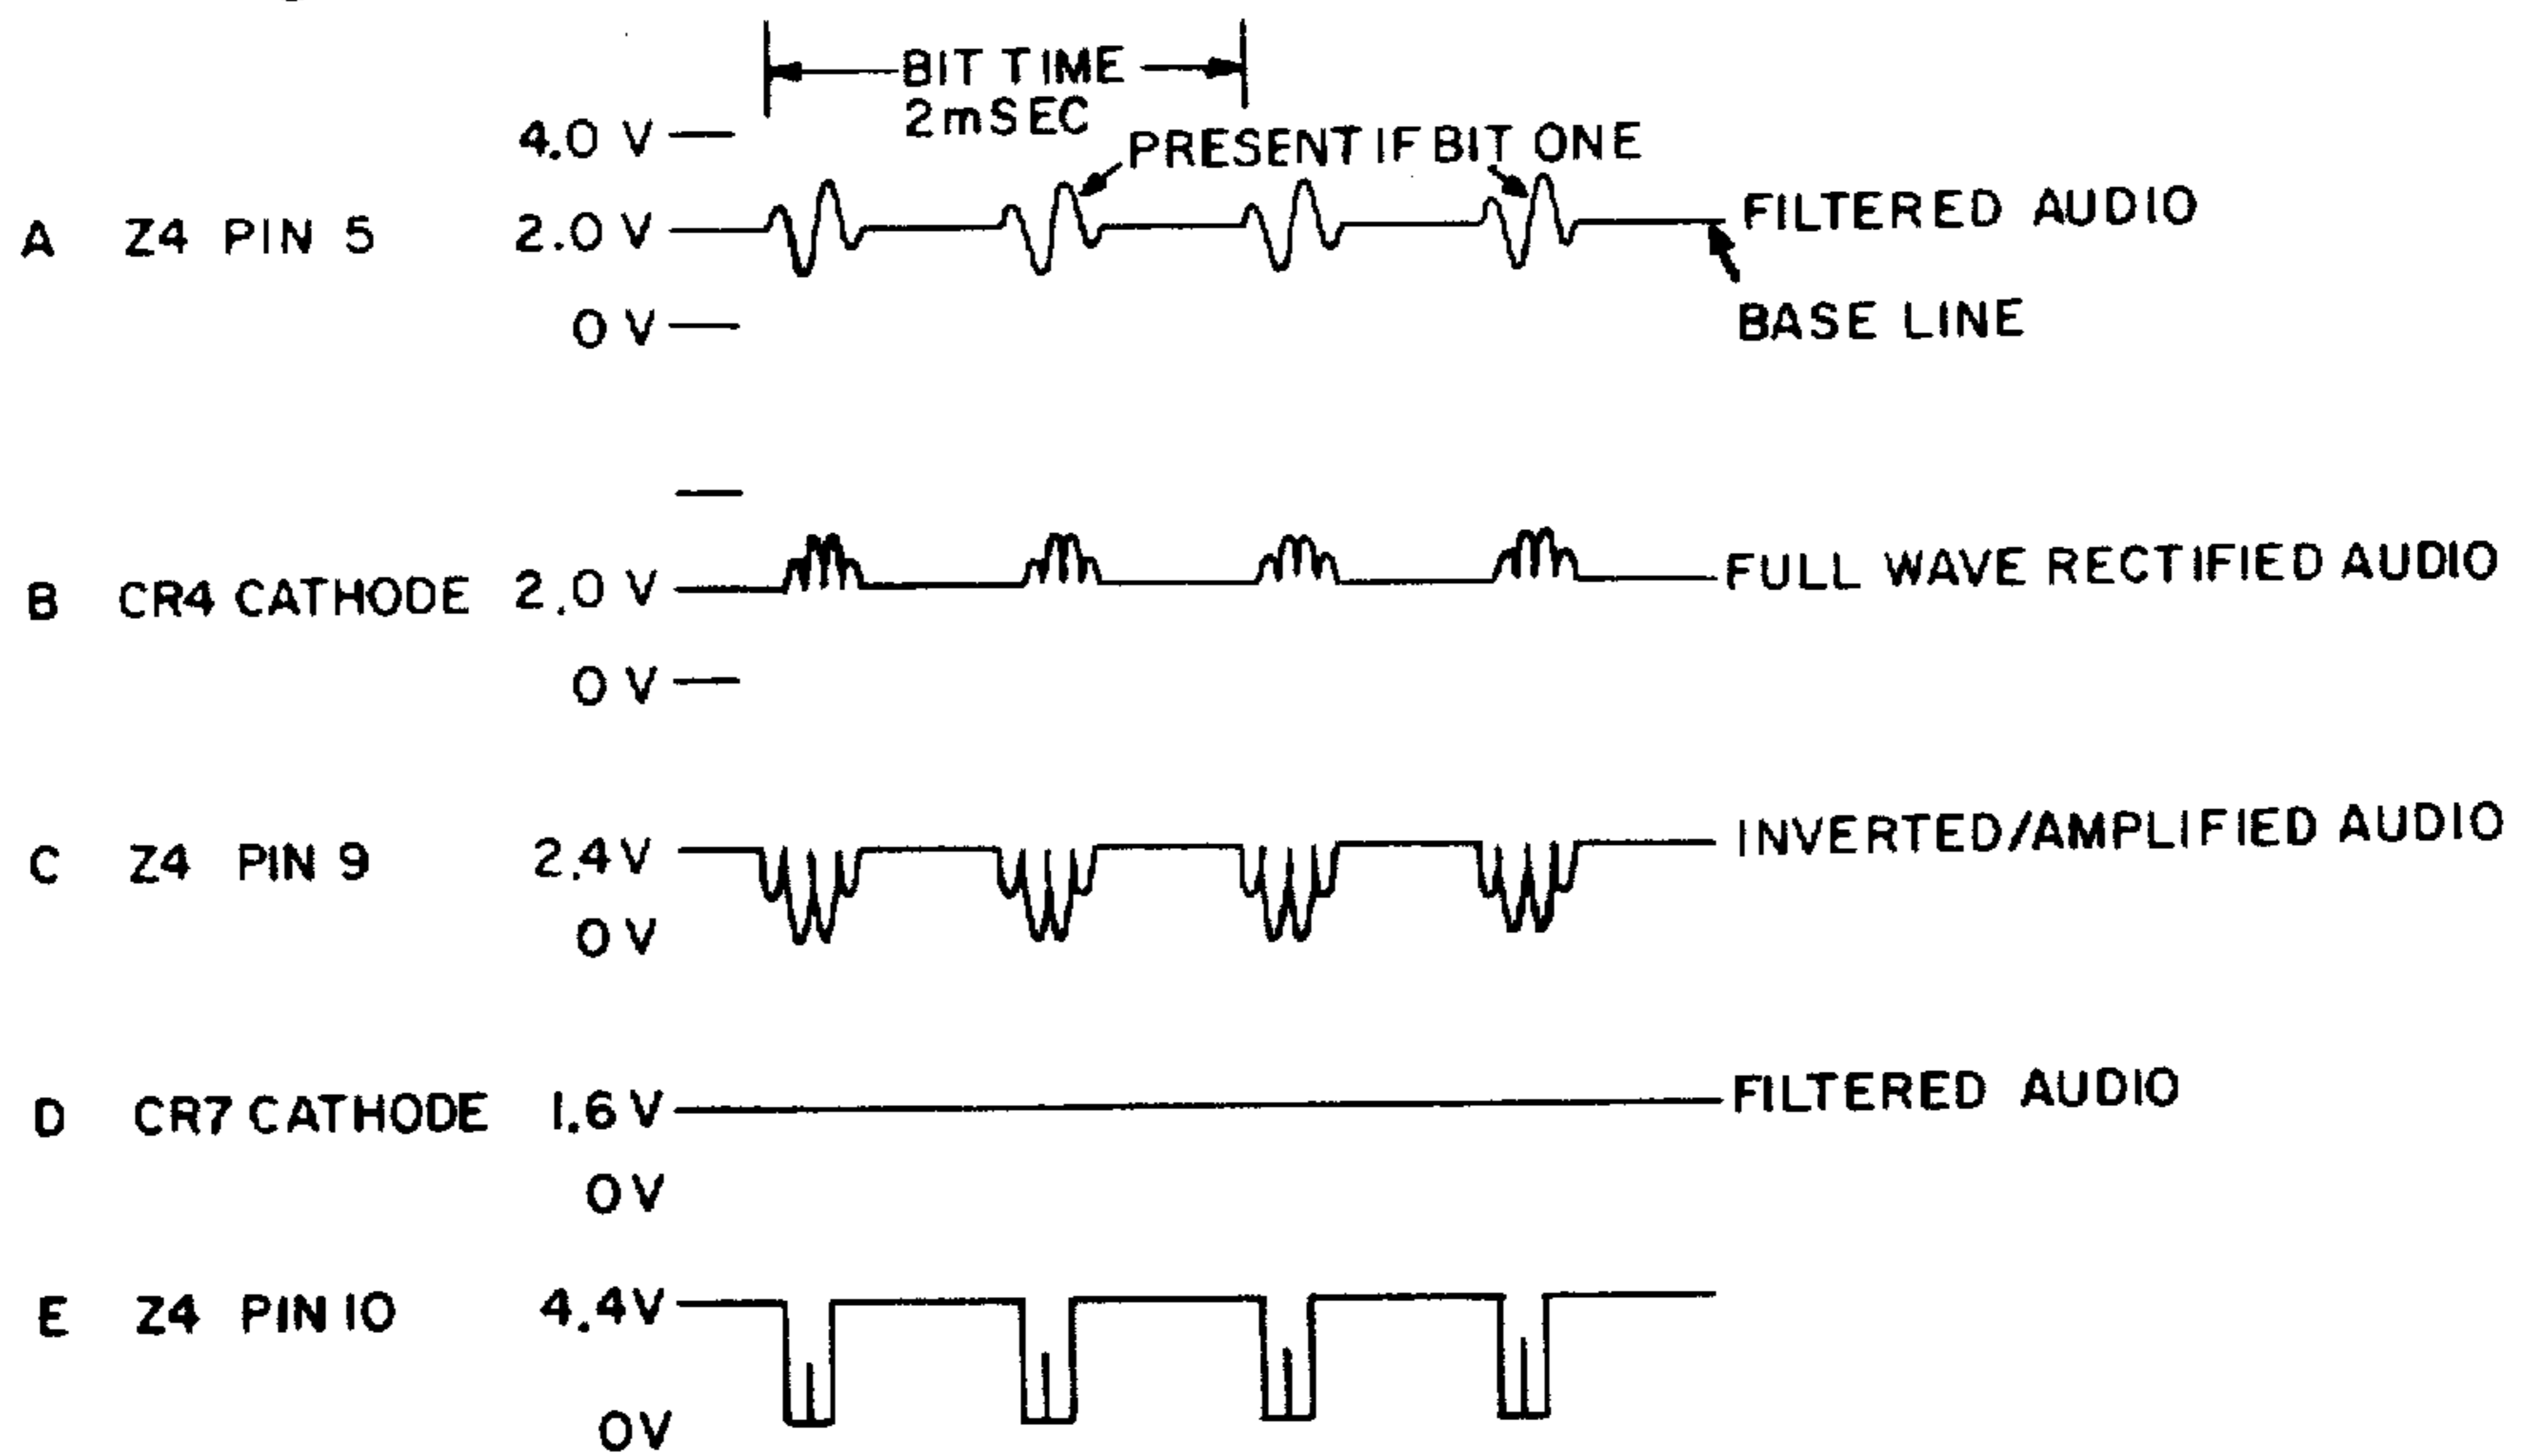 BIT TIME
2mSEC
4.0 V
PRESENT IF BIT ONE
A Z4 PIN 5 2.0 V FILTERED AUDIO
0 V
BASE LINE
B CR4 CATHODE 2.0 V FULL WAVE RECTIFIED AUDIO
0 V
C Z4 PIN 9 2.4V INVERTED/AMPLIFIED AUDIO
0 V
D CR7 CATHODE 1.6 V FILTERED AUDIO
0V
E Z4 PIN 10 4.4V
0V